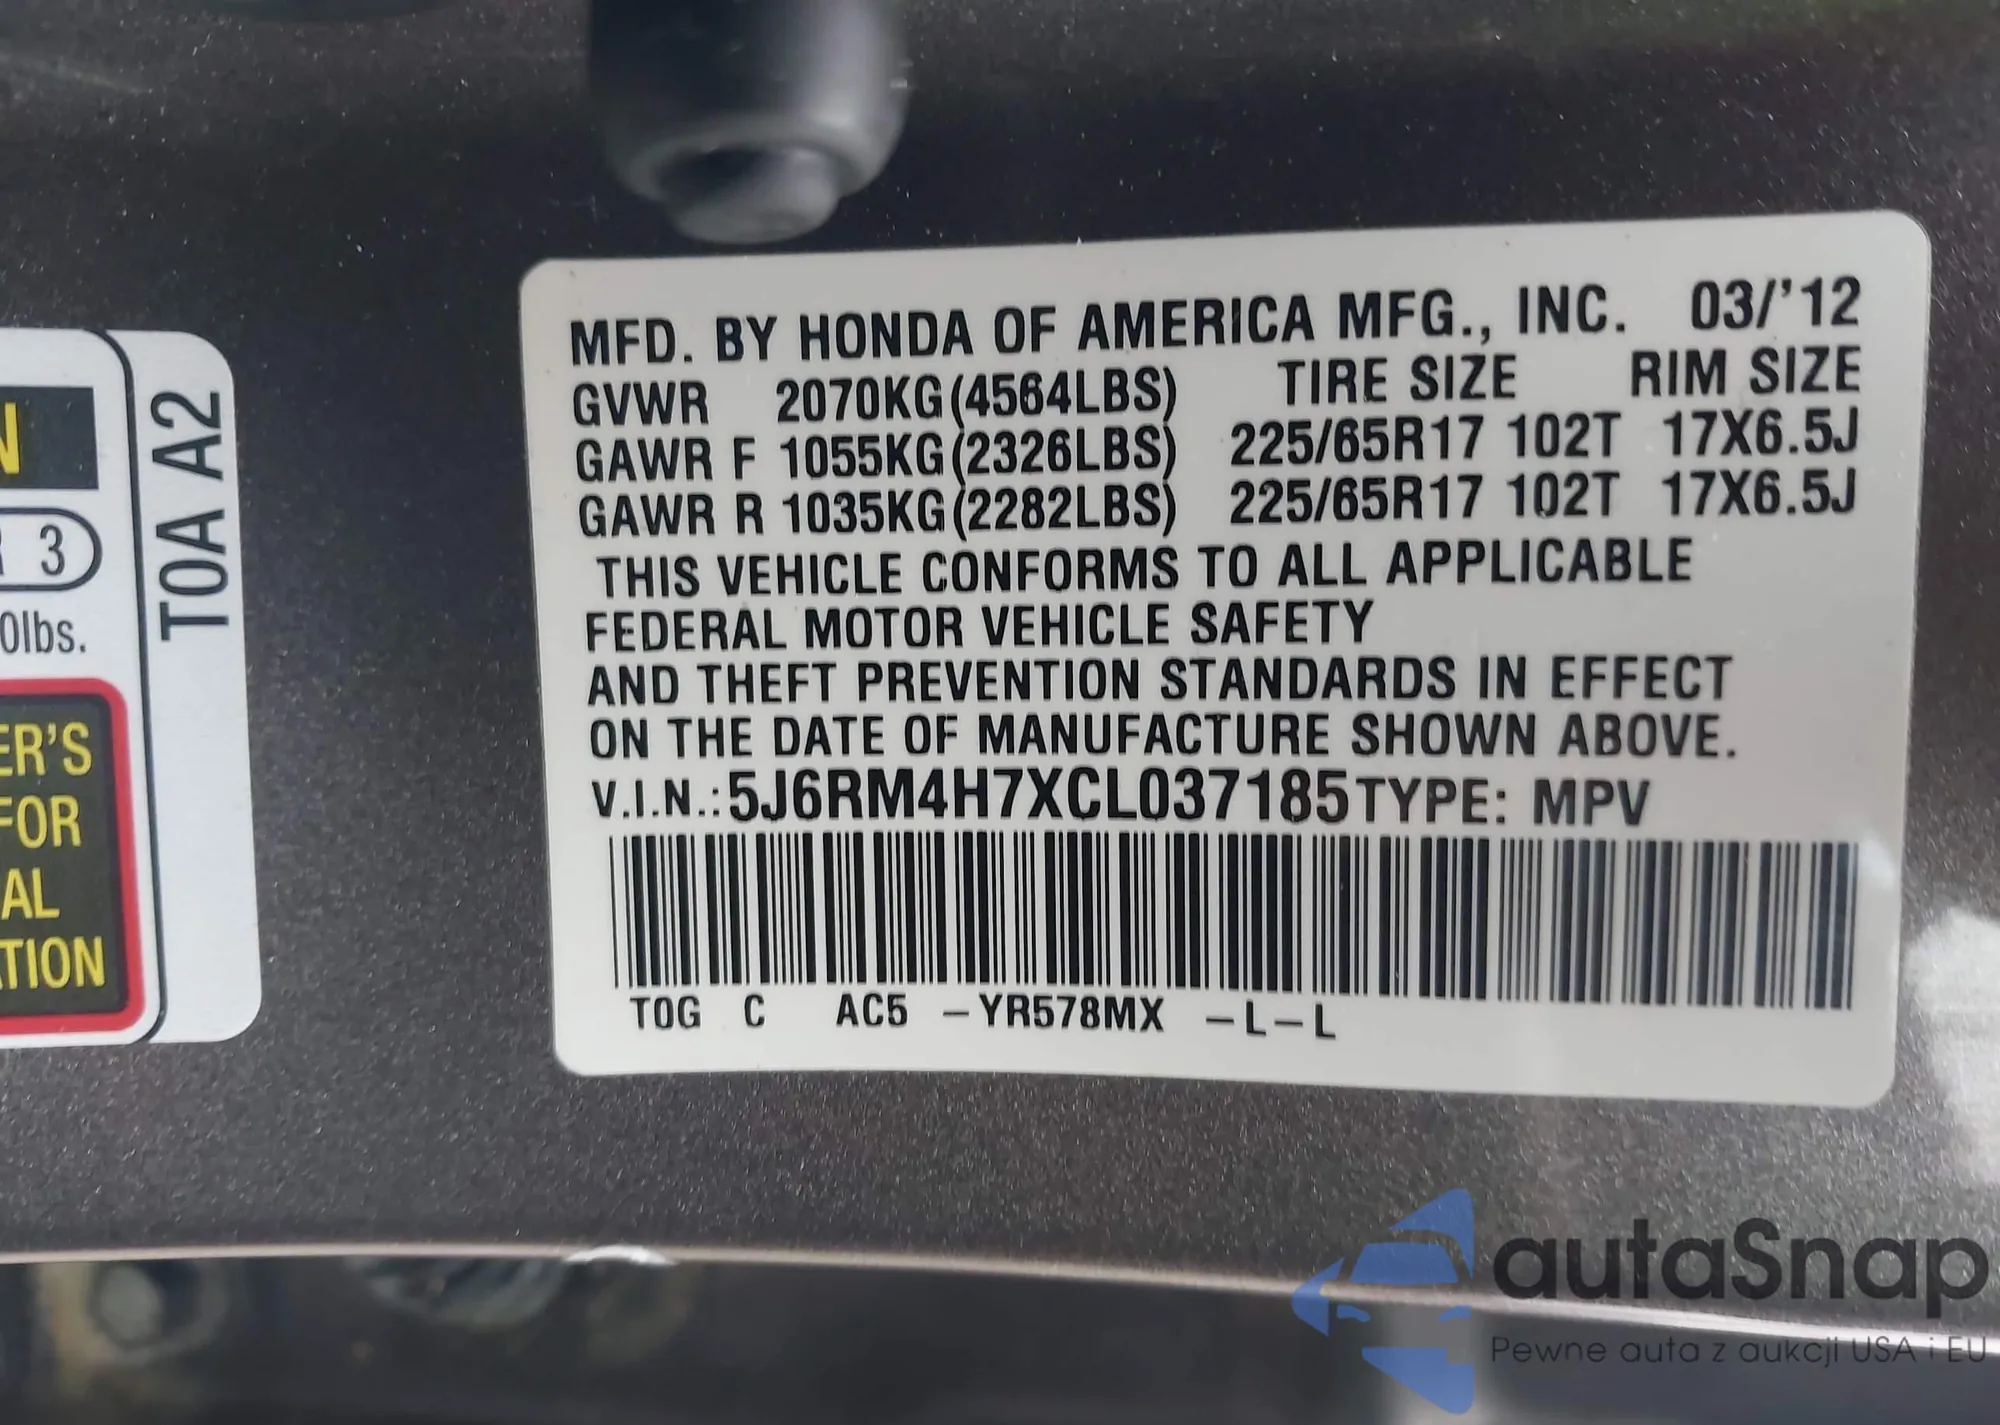 MFD. BY HONDA OF AMERICA MFG., INC. 03/'12
GVWR 2070KG(4564LBS) TIRE SIZE RIM SIZE
GAWR F 1055KG(2326LBS) 225/65R17 102T 17X6.5J
GAWR R 1035KG(2282LBS) 225/65R17 102T 17X6.5J
THIS VEHICLE CONFORMS TO ALL APPLICABLE
FEDERAL MOTOR VEHICLE SAFETY
AND THEFT PREVENTION STANDARDS IN EFFECT
ON THE DATE OF MANUFACTURE SHOWN ABOVE.
V.I.N.:5J6RM4H7XCL037185TYPE: MPV
T0G C AC5 -YR578MX -L-L
T0A A2
N
3
0lbs.
ER'S
FOR
AL
TION
autaSnap
Pewne auta z aukcji USA i EU